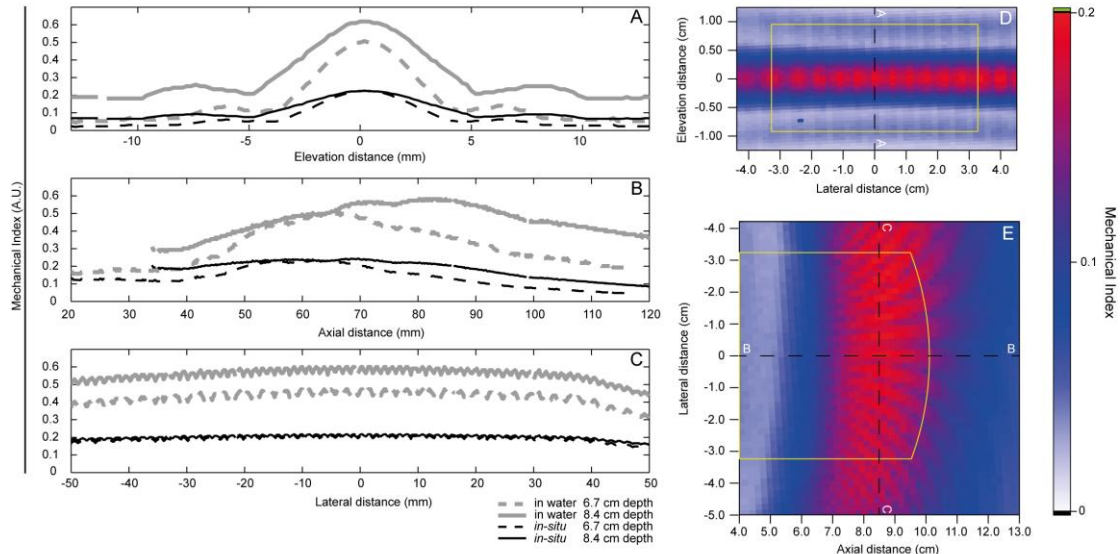 A
0.6
0.5
0.4
0.3
0.2
0.1
0
-10 -5 0 5 10
Elevation distance (mm)
Mechanical Index (A.U.)
B
0.6
0.5
0.4
0.3
0.2
0.1
0
20 30 40 50 60 70 80 90 100 110 120
Axial distance (mm)
C
0.6
0.5
0.4
0.3
0.2
0.1
0
-50 -40 -30 -20 -10 0 10 20 30 40 50
Lateral distance (mm)
in water 6.7 cm depth
in water 8.4 cm depth
in-situ 6.7 cm depth
in-situ 8.4 cm depth
D
A
A
1.00
0.50
0
-0.50
-1.00
Elevation distance (cm)
-4.0 -3.0 -2.0 -1.0 0 1.0 2.0 3.0 4.0
Lateral distance (cm)
E
C
C
B B
-4.0
-3.0
-2.0
-1.0
0
1.0
2.0
-3.0
-4.0
-5.0
Lateral distance (cm)
4.0 5.0 6.0 7.0 8.0 9.0 10.0 11.0 12.0 13.0
Axial distance (cm)
0.2
0.1
0
Mechanical Index